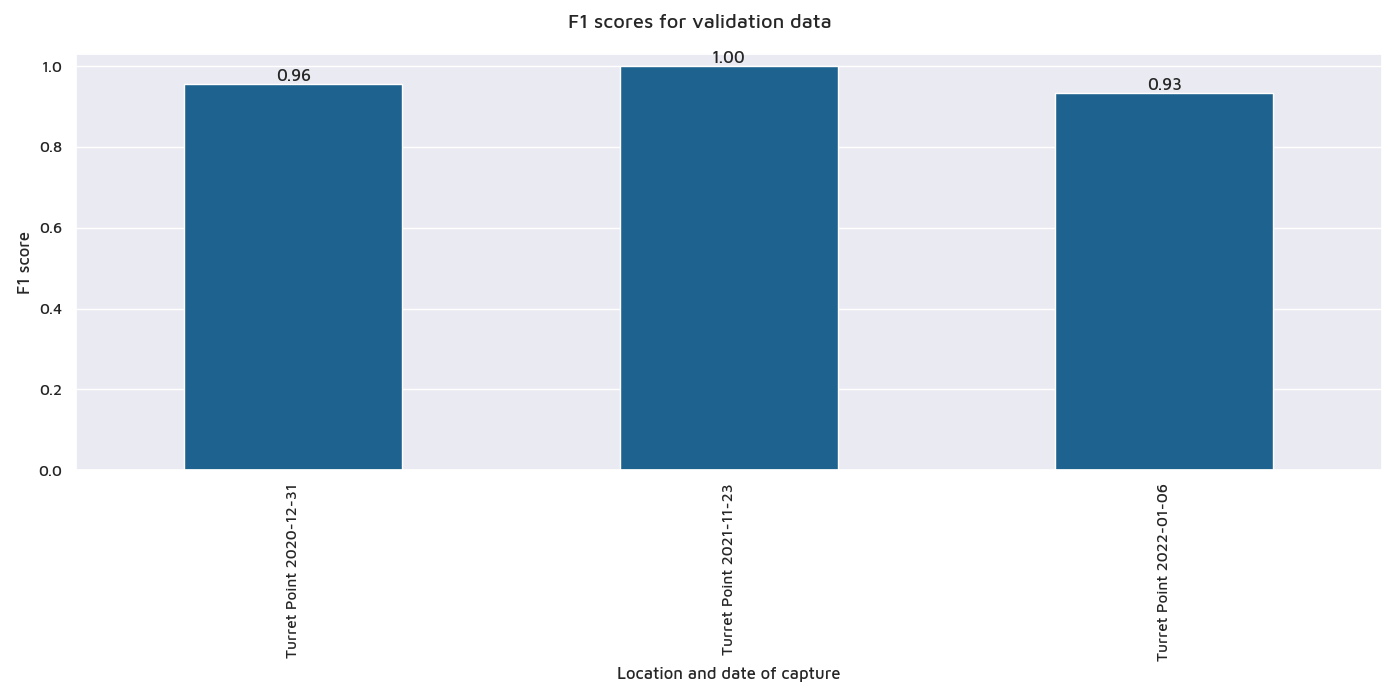 F1 scores for validation data
F1 score
1.0
0.8
0.6
0.4
0.2
0.0
0.96
1.00
0.93
Turret Point 2020-12-31
Turret Point 2021-11-23
Turret Point 2022-01-06
Location and date of capture